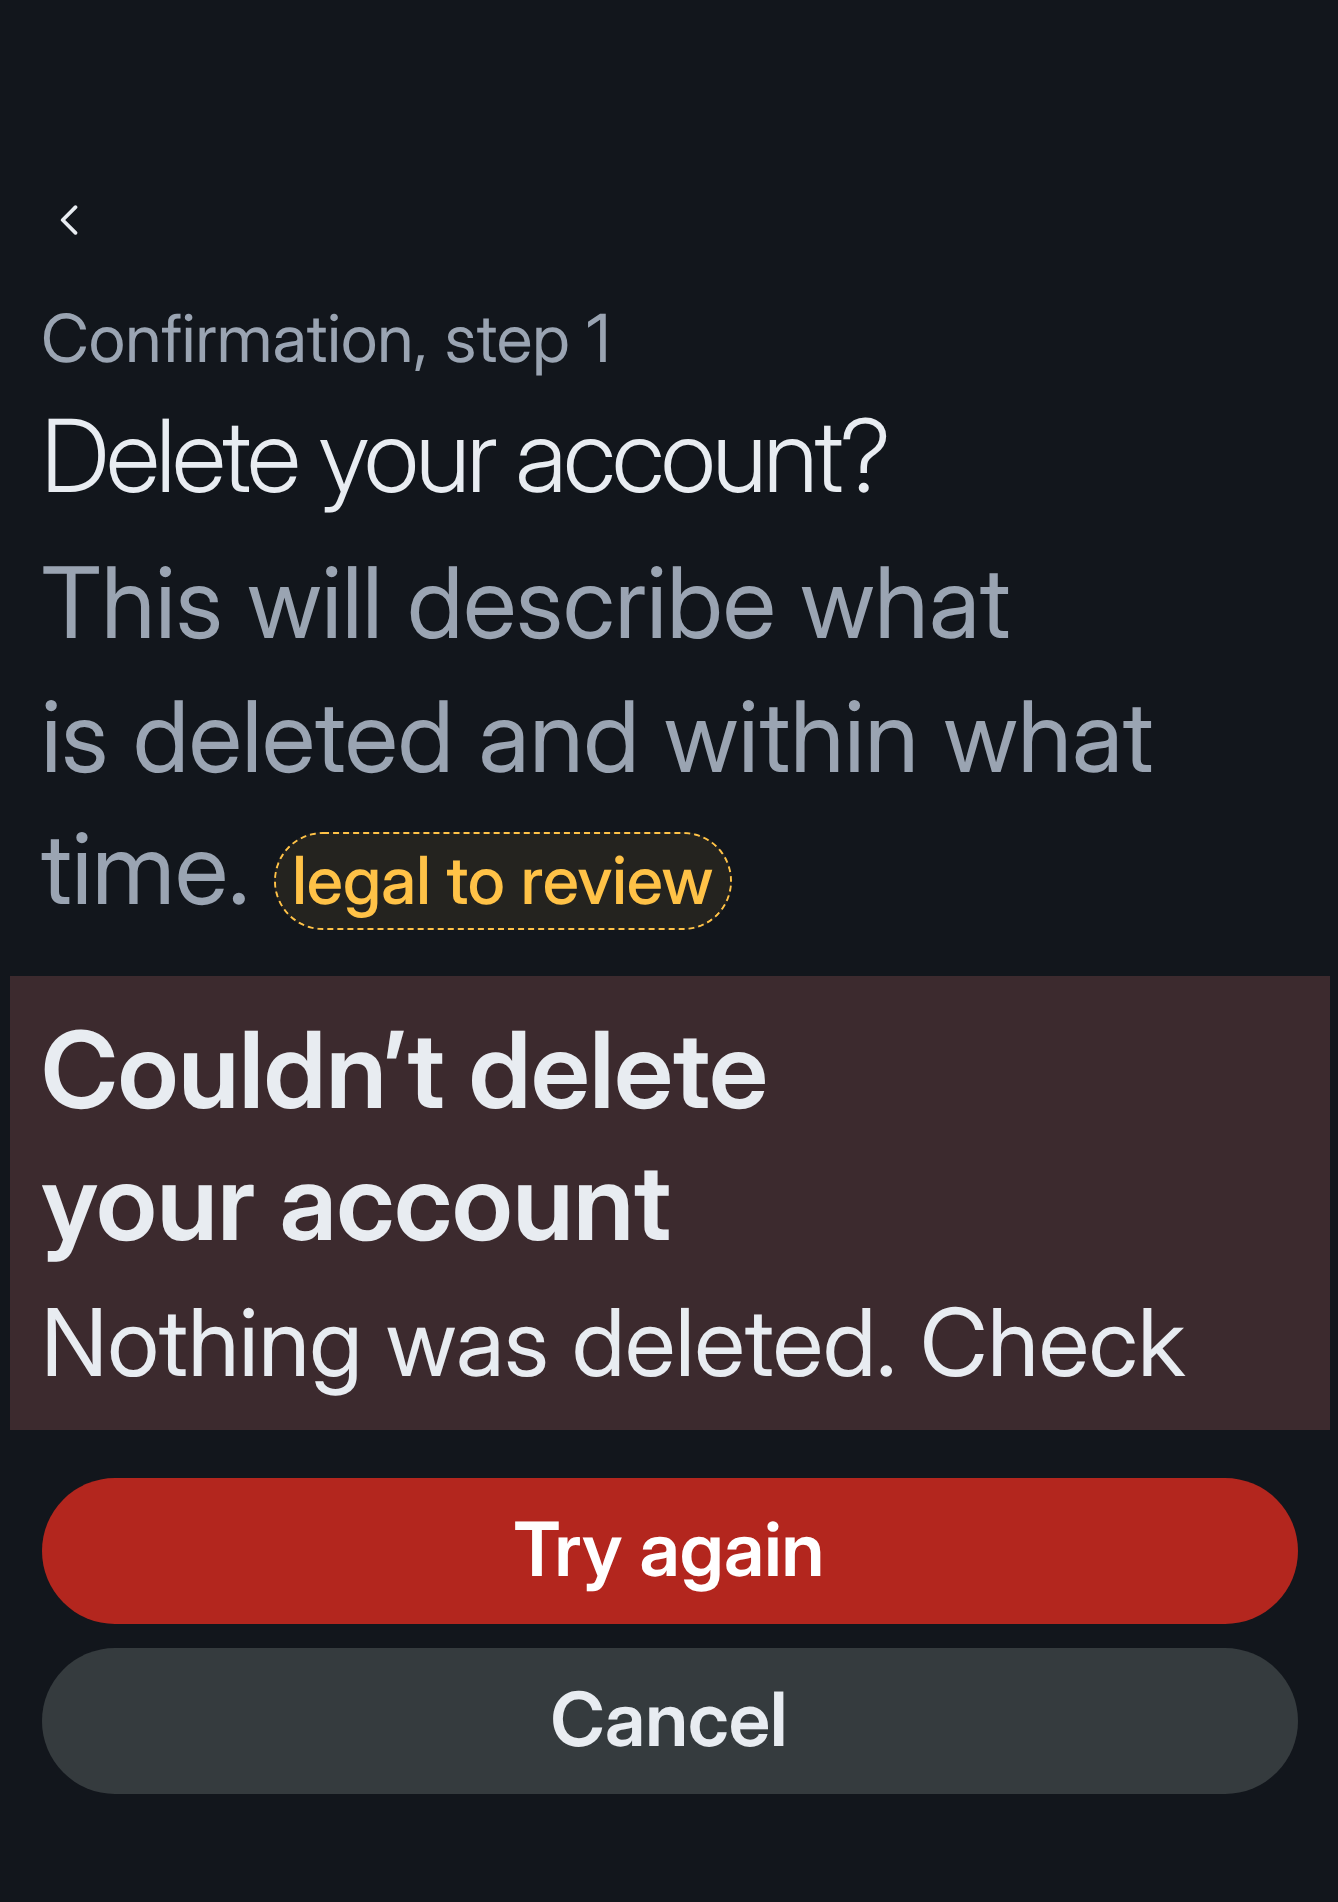 Confirmation, step 1
Delete your account?
This will describe what
is deleted and within what
time. legal to review
Couldn’t delete
your account
Nothing was deleted. Check
Try again
Cancel